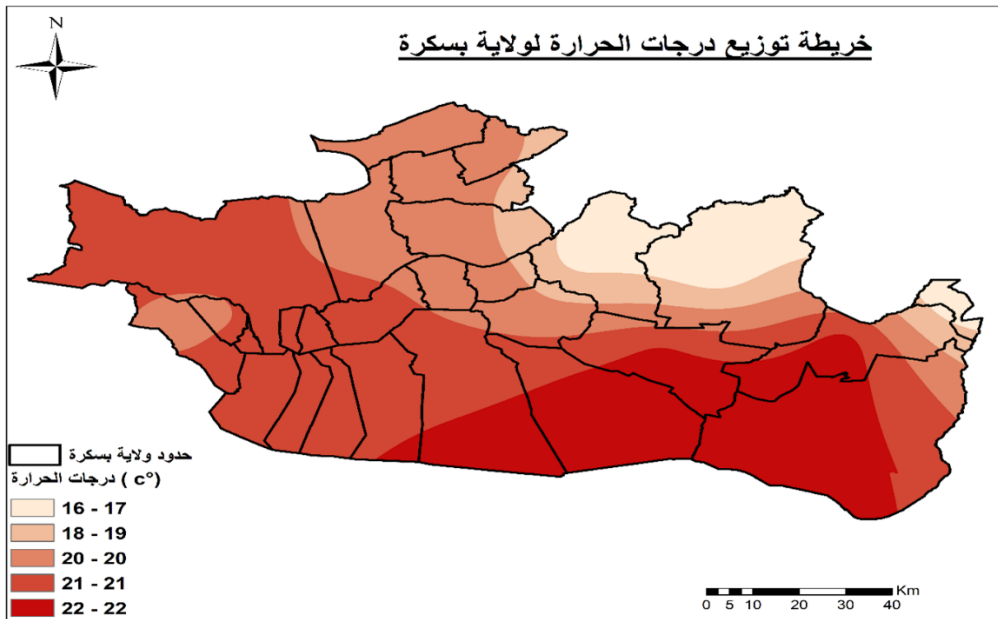 N
خريطة توزيع درجات الحرارة لولاية بسكرة
حدود ولاية بسكرة
درجات الحرارة ( c°)
16 - 17
18 - 19
20 - 20
21 - 21
22 - 22
Km
0 5 10 20 30 40